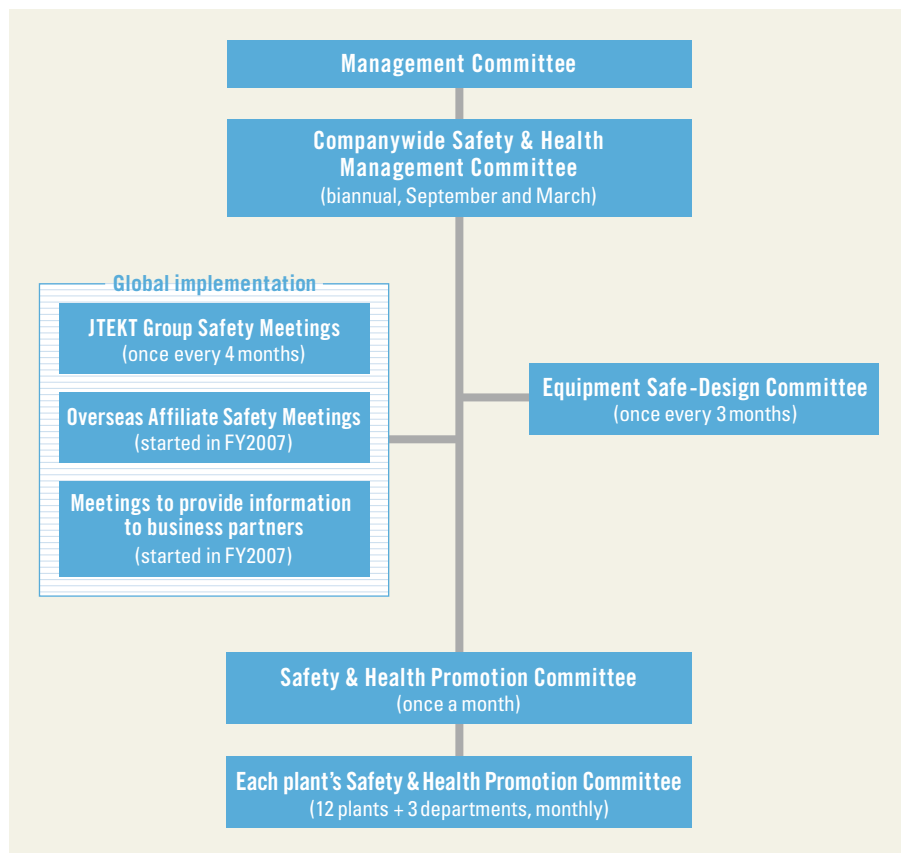 Management Committee
Companywide Safety & Health
Management Committee
(biannual, September and March)
Global implementation
JTEKT Group Safety Meetings
(once every 4 months)
Overseas Affiliate Safety Meetings
(started in FY2007)
Meetings to provide information
to business partners
(started in FY2007)
Equipment Safe-Design Committee
(once every 3 months)
Safety & Health Promotion Committee
(once a month)
Each plant's Safety & Health Promotion Committee
(12 plants + 3 departments, monthly)